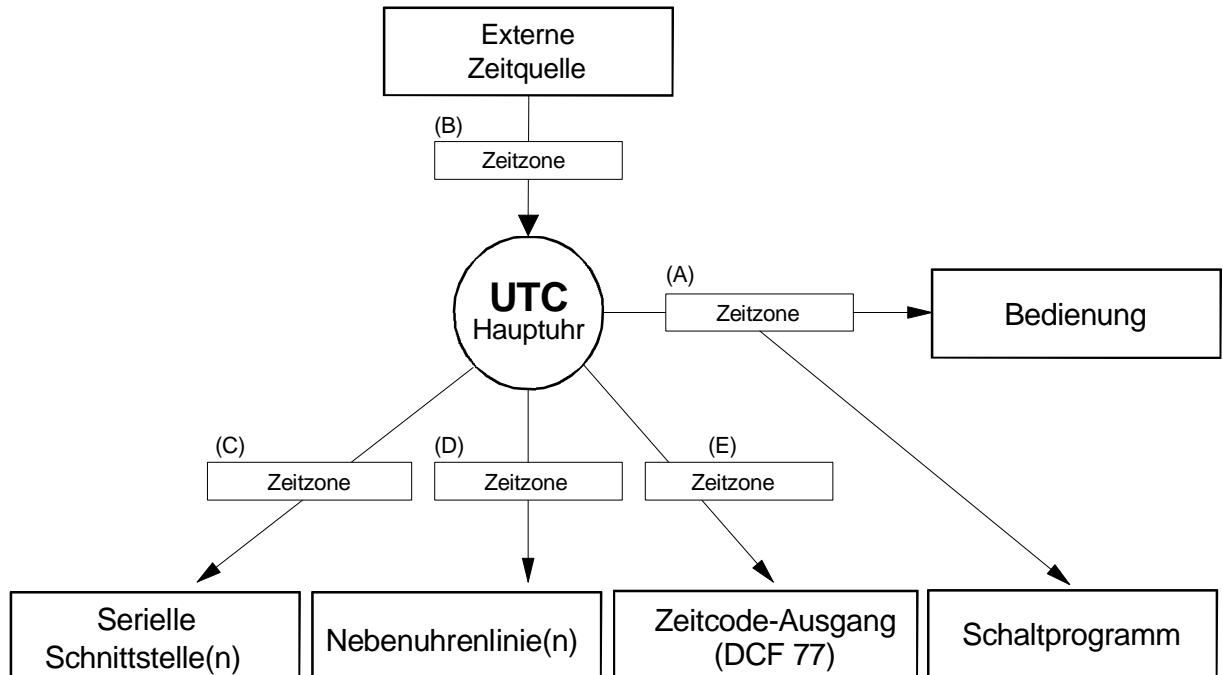 Externe
Zeitquelle
(B)
Zeitzone
UTC
Hauptuhr
(A)
Zeitzone
Bedienung
(C)
Zeitzone
(D)
Zeitzone
(E)
Zeitzone
Serielle
Schnittstelle(n)
Nebenuhrenlinie(n)
Zeitcode-Ausgang
(DCF 77)
Schaltprogramm